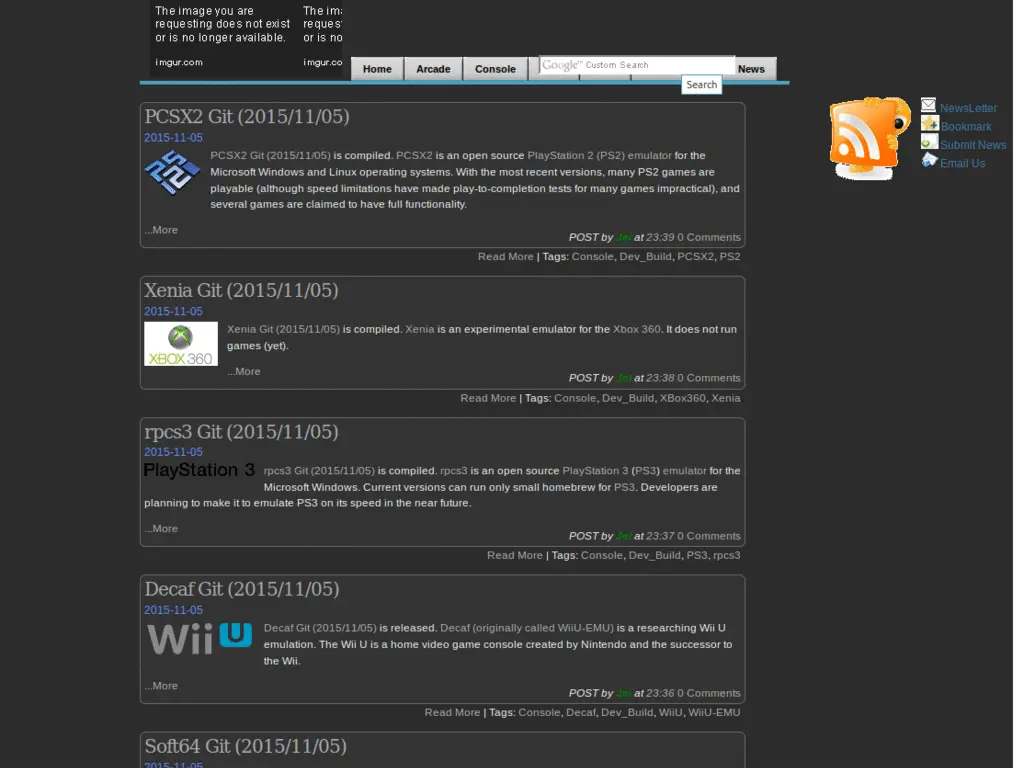 The image you are
requesting does not exist
or is no longer available.
imgur.com
The im
reques
or is no
imgur.co
Home
Arcade
Console
Google™ Custom Search
News
Search
NewsLetter
Bookmark
Submit News
Email Us
PCSX2 Git (2015/11/05)
2015-11-05
PCSX2 Git (2015/11/05) is compiled. PCSX2 is an open source PlayStation 2 (PS2) emulator for the
Microsoft Windows and Linux operating systems. With the most recent versions, many PS2 games are
playable (although speed limitations have made play-to-completion tests for many games impractical), and
several games are claimed to have full functionality.
...More
POST by Jei at 23:39 0 Comments
Read More | Tags: Console, Dev_Build, PCSX2, PS2
Xenia Git (2015/11/05)
2015-11-05
XBOX 360
Xenia Git (2015/11/05) is compiled. Xenia is an experimental emulator for the Xbox 360. It does not run
games (yet).
...More
POST by Jei at 23:38 0 Comments
Read More | Tags: Console, Dev_Build, XBox360, Xenia
rpcs3 Git (2015/11/05)
2015-11-05
PlayStation 3
rpcs3 Git (2015/11/05) is compiled. rpcs3 is an open source PlayStation 3 (PS3) emulator for the
Microsoft Windows. Current versions can run only small homebrew for PS3. Developers are
planning to make it to emulate PS3 on its speed in the near future.
...More
POST by Jei at 23:37 0 Comments
Read More | Tags: Console, Dev_Build, PS3, rpcs3
Decaf Git (2015/11/05)
2015-11-05
Wii U
Decaf Git (2015/11/05) is released. Decaf (originally called WiiU-EMU) is a researching Wii U
emulation. The Wii U is a home video game console created by Nintendo and the successor to
the Wii.
...More
POST by Jei at 23:36 0 Comments
Read More | Tags: Console, Decaf, Dev_Build, WiiU, WiiU-EMU
Soft64 Git (2015/11/05)
2015-11-05